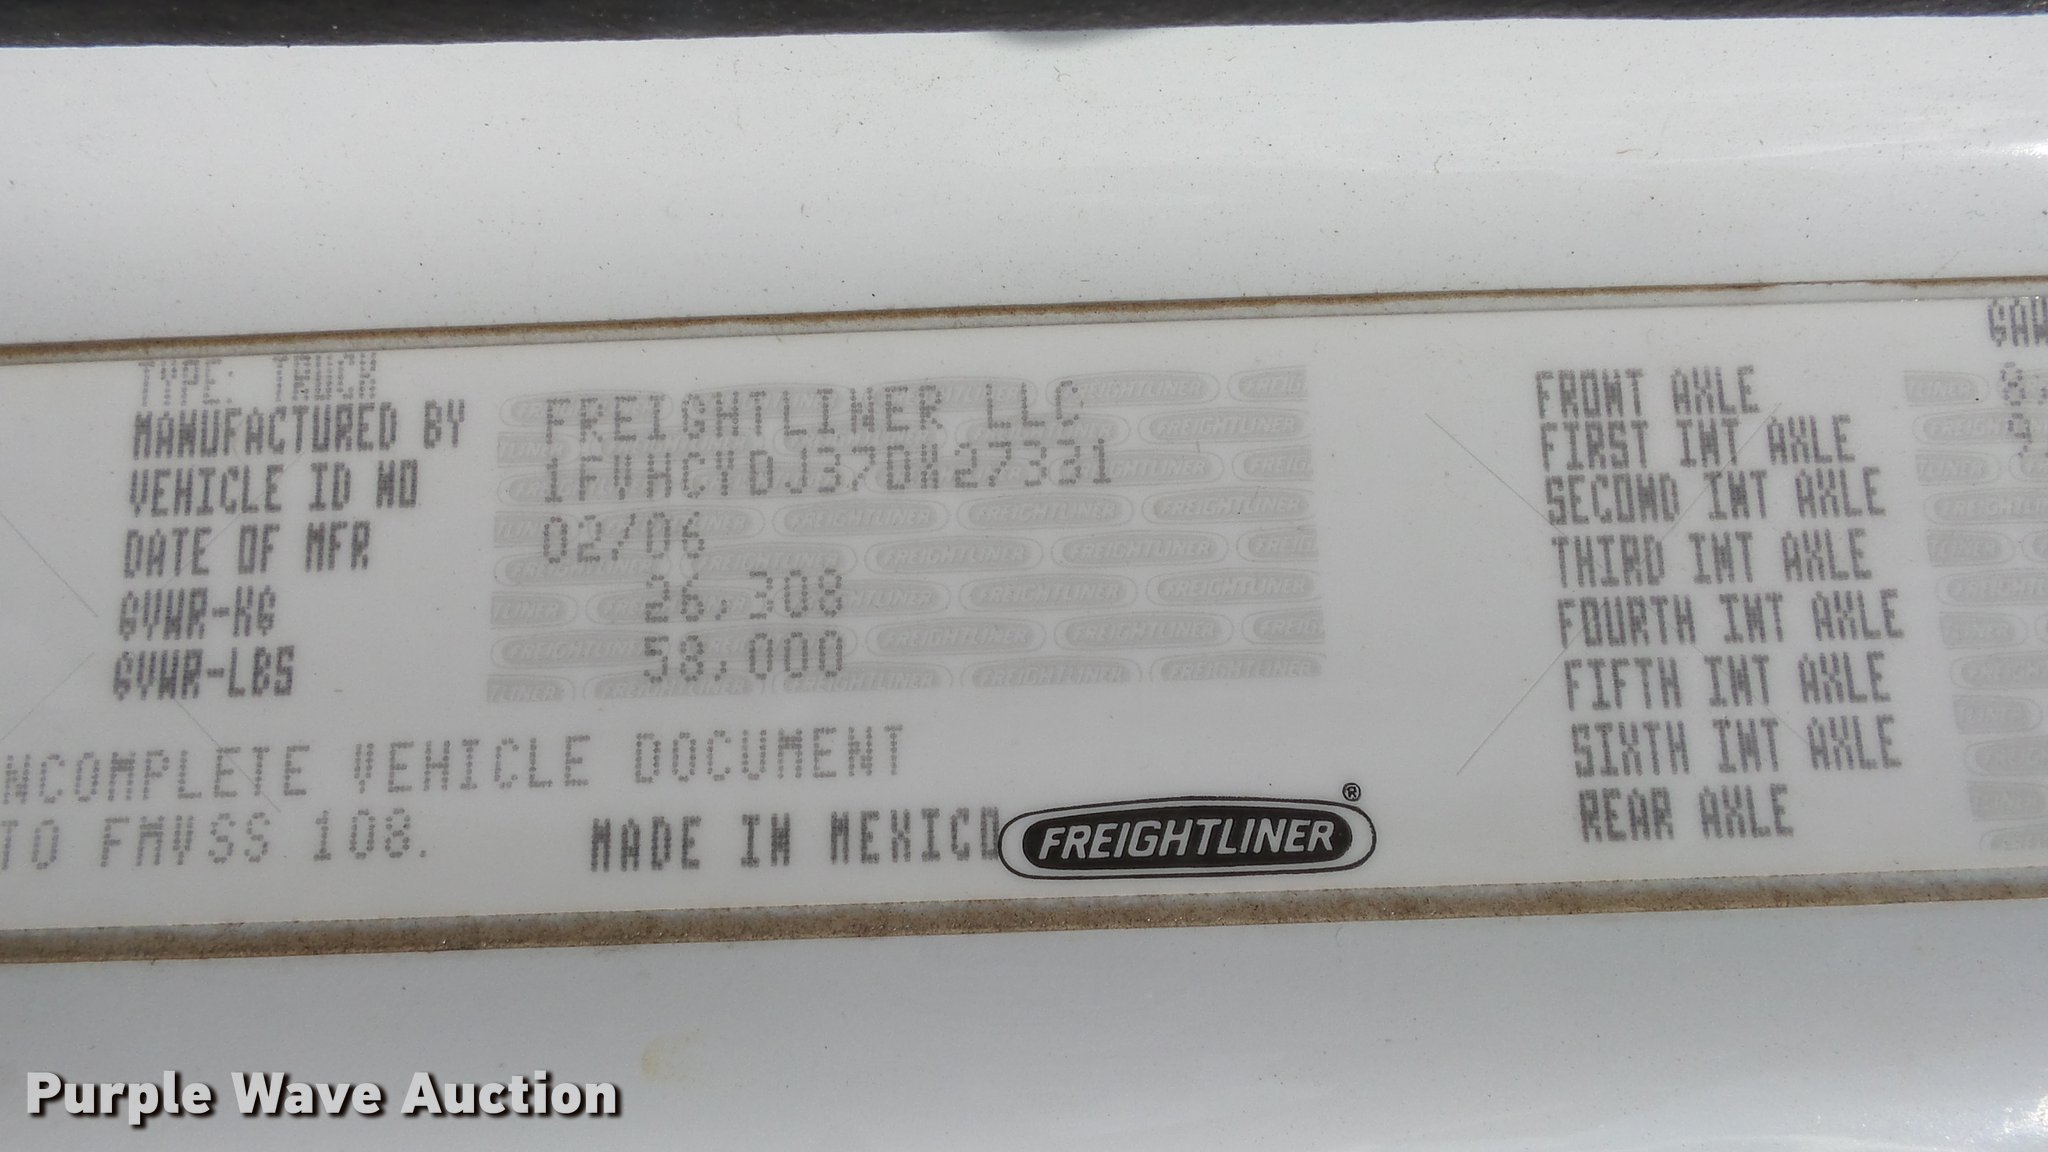 TYPE: TRUCK
MANUFACTURED BY FREIGHTLINER LLC
VEHICLE ID NO 1FVHCYDJ37DX27331
DATE OF MFR 02/06
GVWR-KG 26,308
GVWR-LBS 58,000
NCOMPLETE VEHICLE DOCUMENT
TO FMVSS 108.
MADE IN MEXICO
FREIGHTLINER®
GAW
FRONT AXLE 8,
FIRST INT AXLE 9,
SECOND INT AXLE
THIRD INT AXLE
FOURTH INT AXLE
FIFTH INT AXLE
SIXTH INT AXLE
REAR AXLE
Purple Wave Auction